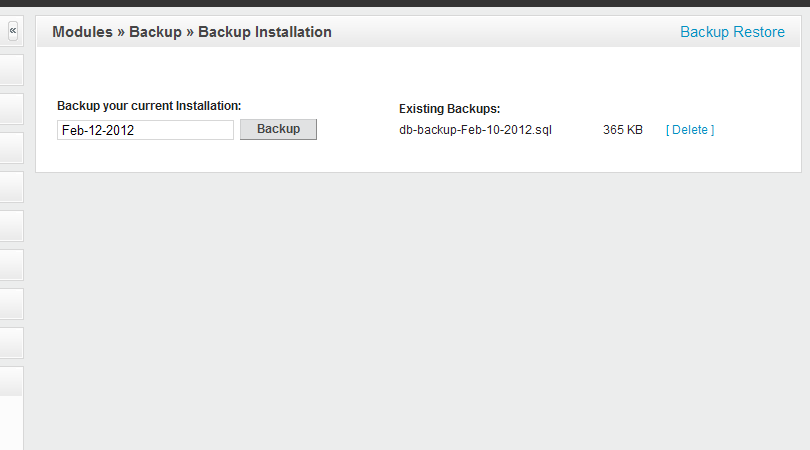 «
Modules » Backup » Backup Installation
Backup Restore
Backup your current Installation:
Feb-12-2012
Backup
Existing Backups:
db-backup-Feb-10-2012.sql 365 KB [ Delete ]